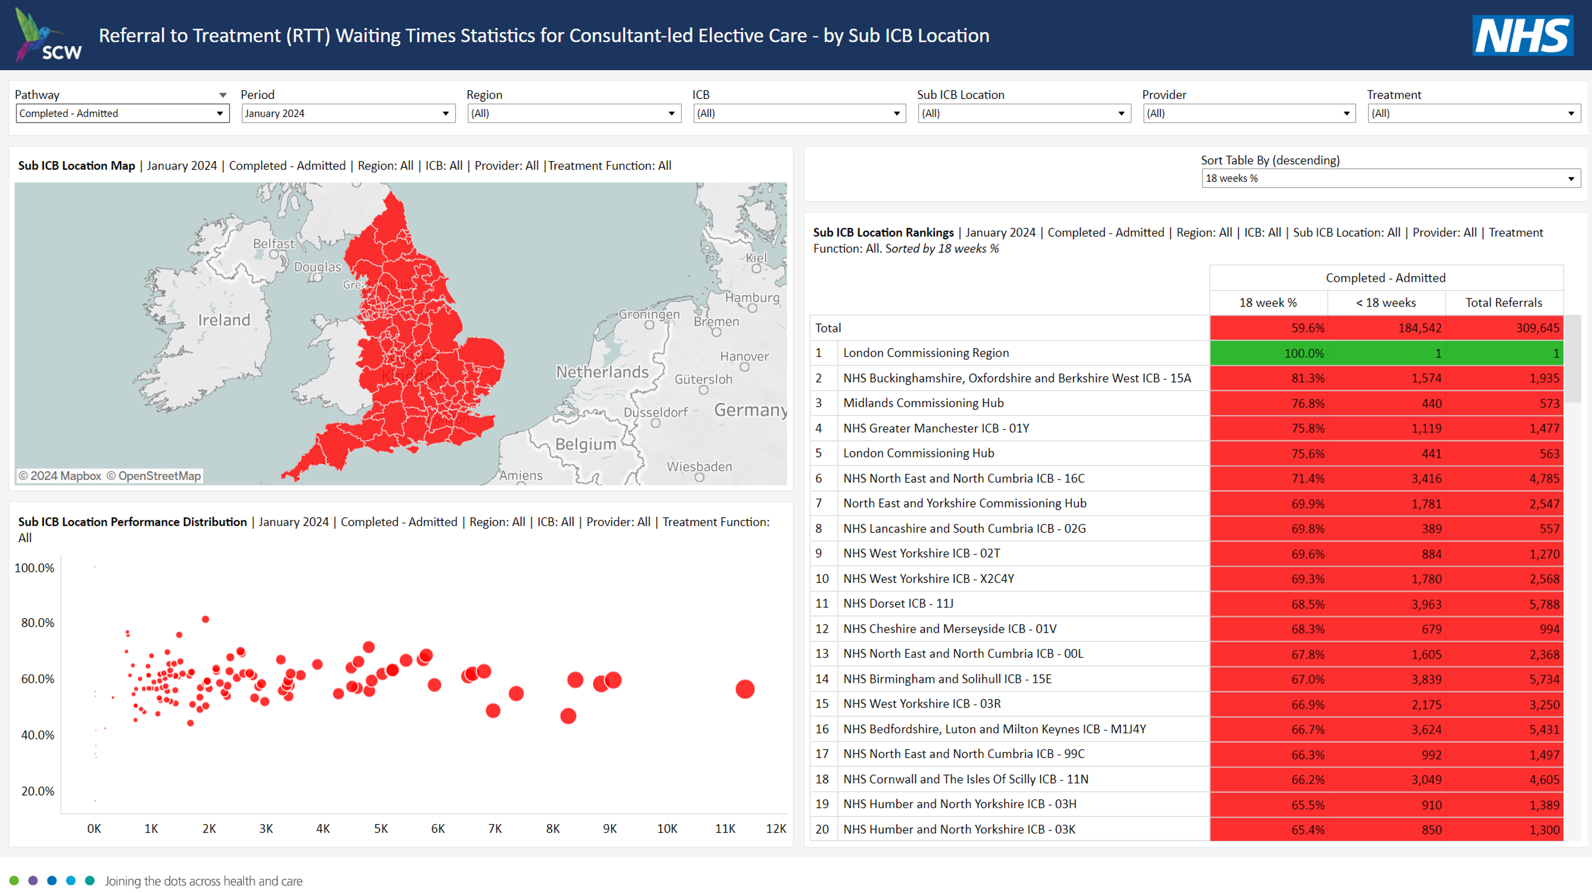 SCW
Referral to Treatment (RTT) Waiting Times Statistics for Consultant-led Elective Care - by Sub ICB Location
NHS
Pathway
Completed - Admitted
Period
January 2024
Region
(All)
ICB
(All)
Sub ICB Location
(All)
Provider
(All)
Treatment
(All)
Sub ICB Location Map | January 2024 | Completed - Admitted | Region: All | ICB: All | Provider: All |Treatment Function: All
Belfast
Douglas
Ireland
Kiel
Hamburg
Groningen
Bremen
Hanover
Netherlands
Gütersloh
Dusseldorf
Germany
Belgium
Wiesbaden
Amiens
© 2024 Mapbox © OpenStreetMap
Sub ICB Location Performance Distribution | January 2024 | Completed - Admitted | Region: All | ICB: All | Provider: All | Treatment Function:
All
100.0%
80.0%
60.0%
40.0%
20.0%
0K 1K 2K 3K 4K 5K 6K 7K 8K 9K 10K 11K 12K
Sort Table By (descending)
18 weeks %
Sub ICB Location Rankings | January 2024 | Completed - Admitted | Region: All | ICB: All | Sub ICB Location: All | Provider: All | Treatment
Function: All. Sorted by 18 weeks %
Completed - Admitted
18 week % < 18 weeks Total Referrals
Total 59.6% 184,542 309,645
1 London Commissioning Region 100.0% 1 1
2 NHS Buckinghamshire, Oxfordshire and Berkshire West ICB - 15A 81.3% 1,574 1,935
3 Midlands Commissioning Hub 76.8% 440 573
4 NHS Greater Manchester ICB - 01Y 75.8% 1,119 1,477
5 London Commissioning Hub 75.6% 441 563
6 NHS North East and North Cumbria ICB - 16C 71.4% 3,416 4,785
7 North East and Yorkshire Commissioning Hub 69.9% 1,781 2,547
8 NHS Lancashire and South Cumbria ICB - 02G 69.8% 389 557
9 NHS West Yorkshire ICB - 02T 69.6% 884 1,270
10 NHS West Yorkshire ICB - X2C4Y 69.3% 1,780 2,568
11 NHS Dorset ICB - 11J 68.5% 3,963 5,788
12 NHS Cheshire and Merseyside ICB - 01V 68.3% 679 994
13 NHS North East and North Cumbria ICB - 00L 67.8% 1,605 2,368
14 NHS Birmingham and Solihull ICB - 15E 67.0% 3,839 5,734
15 NHS West Yorkshire ICB - 03R 66.9% 2,175 3,250
16 NHS Bedfordshire, Luton and Milton Keynes ICB - M1J4Y 66.7% 3,624 5,431
17 NHS North East and North Cumbria ICB - 99C 66.3% 992 1,497
18 NHS Cornwall and The Isles Of Scilly ICB - 11N 66.2% 3,049 4,605
19 NHS Humber and North Yorkshire ICB - 03H 65.5% 910 1,389
20 NHS Humber and North Yorkshire ICB - 03K 65.4% 850 1,300
Joining the dots across health and care